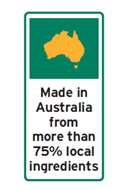 Made in
Australia
from
more than
75% local
ingredients